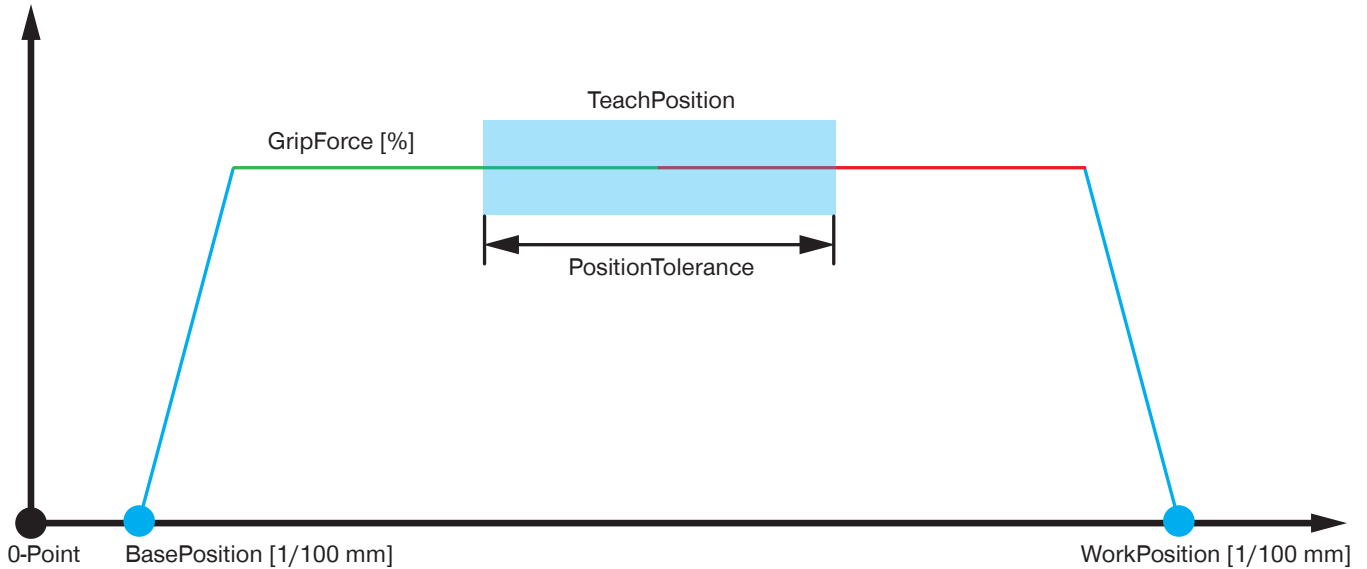 TeachPosition
GripForce [%]
PositionTolerance
0-Point
BasePosition [1/100 mm]
WorkPosition [1/100 mm]